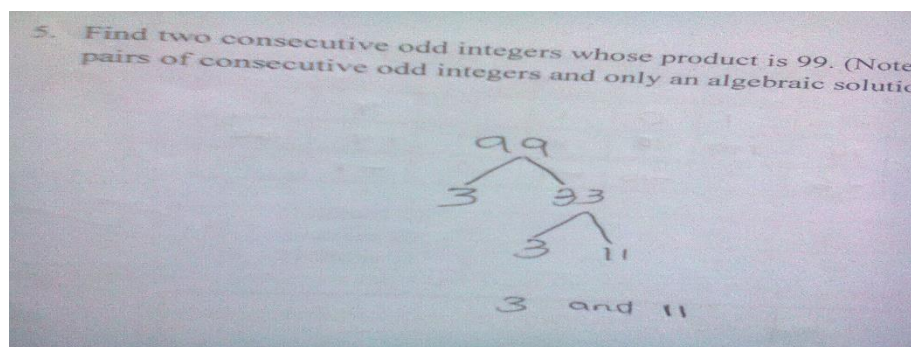 5. Find two consecutive odd integers whose product is 99. (Note
pairs of consecutive odd integers and only an algebraic
99
3 33
3 11
3 and 11